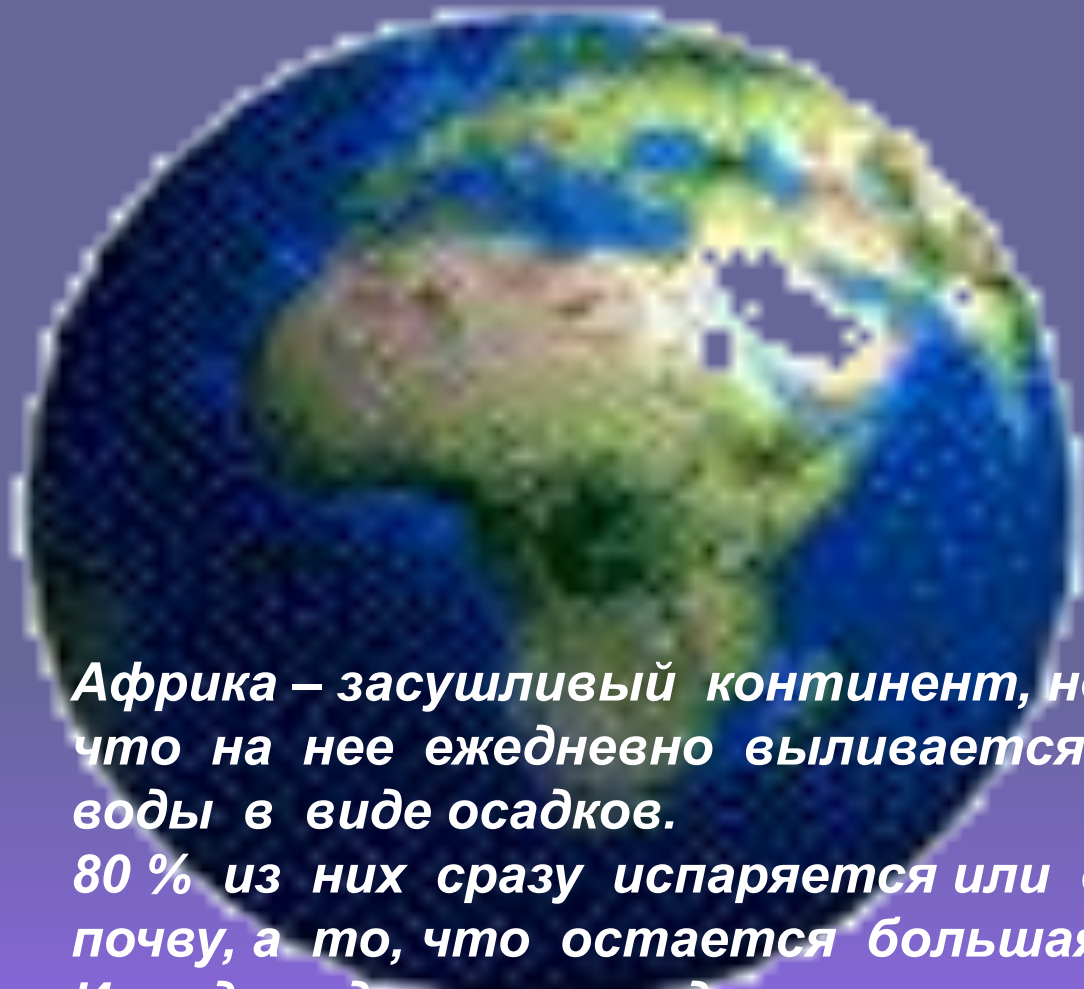 Африка – засушливый континент,
что на нее ежедневно выливается
воды в виде осадков.
80 % из них сразу испаряется или
почву, а то, что остается большая